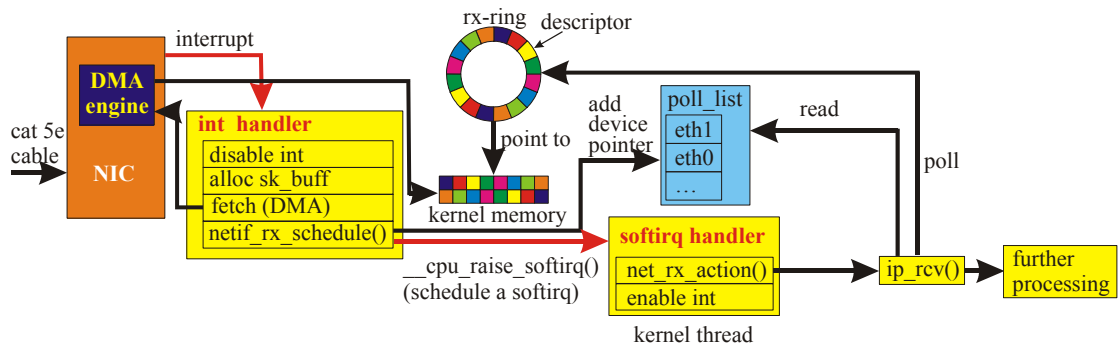 rx-ring
descriptor
interrupt
DMA
engine
cat 5e
cable
NIC
int handler
disable int
alloc sk_buff
fetch (DMA)
netif_rx_schedule()
point to
kernel memory
add
device
pointer
poll_list
eth1
eth0
...
read
poll
__cpu_raise_softirq()
(schedule a softirq)
softirq handler
net_rx_action()
enable int
kernel thread
ip_rcv()
further
processing